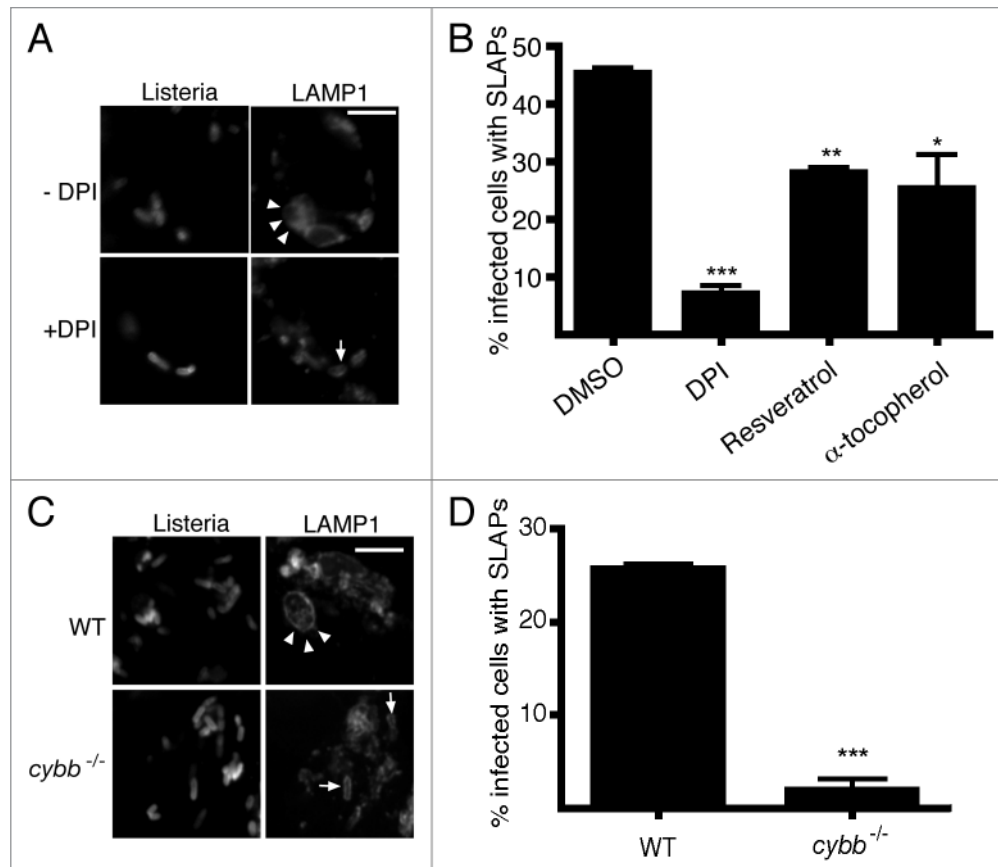 A
Listeria LAMP1
- DPI
+DPI
B
% infected cells with SLAPs
50
40
30
20
10
***
**
*
DMSO
DPI
Resveratrol
α-tocopherol
C
Listeria LAMP1
WT
cybb -/-
D
% infected cells with SLAPs
30
20
10
***
WT
cybb -/-